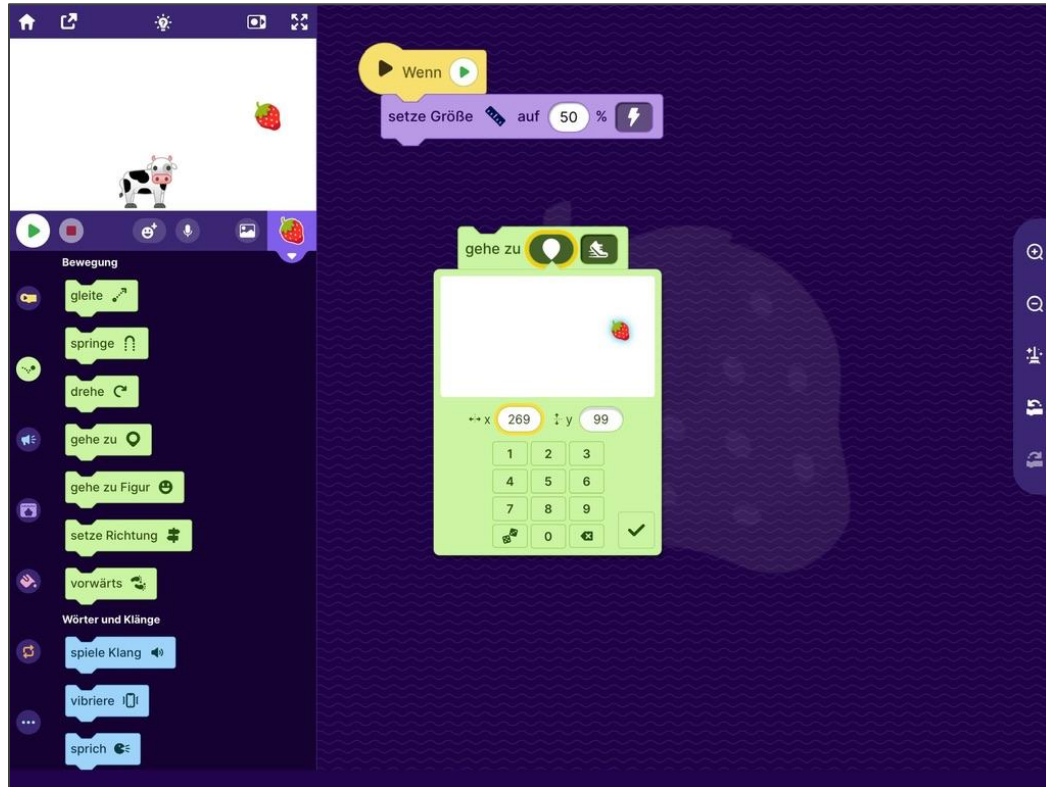 Wenn
setze Größe auf 50 %
gehe zu
x 269 y 99
1 2 3
4 5 6
7 8 9
0
Bewegung
gleite
springe
drehe
gehe zu
gehe zu Figur
setze Richtung
vorwärts
Wörter und Klänge
spiele Klang
vibriere
sprich